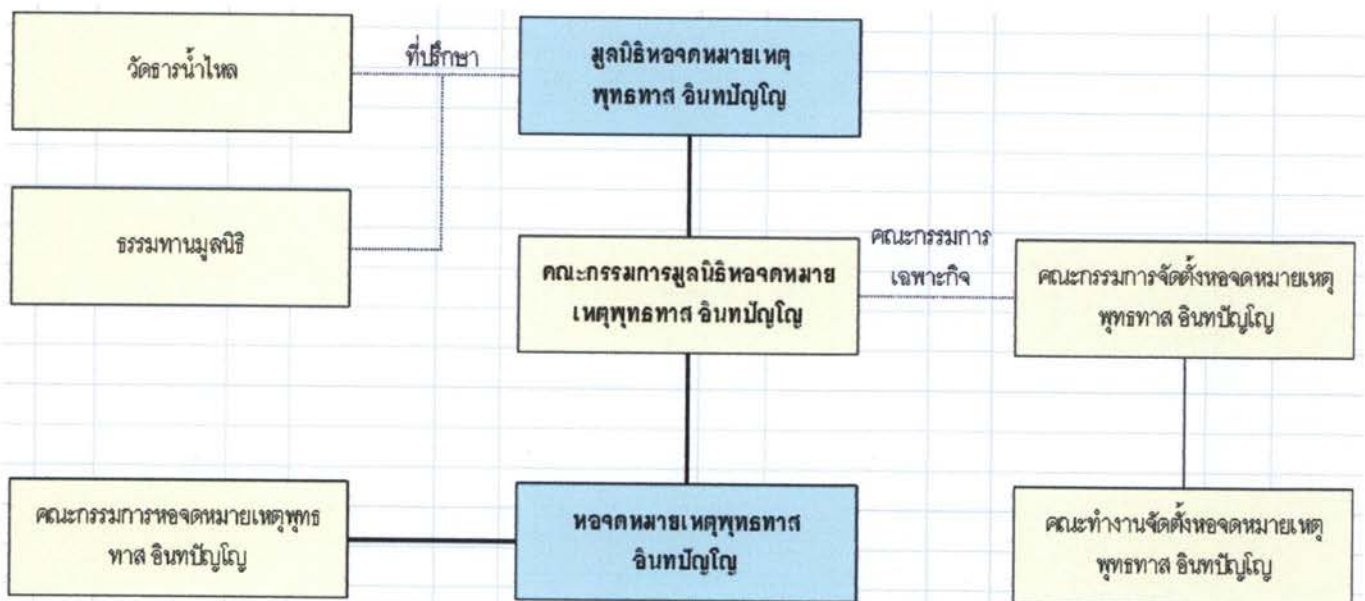 วัดธารน้ำไหล
ที่ปรึกษา
มูลนิธิหอจดหมายเหตุ
พุทธทาส อินทปัญโญ
ธรรมทานมูลนิธิ
คณะกรรมการมูลนิธิหอจดหมาย
เหตุพุทธทาส อินทปัญโญ
คณะกรรมการ
เฉพาะกิจ
คณะกรรมการจัดตั้งหอจดหมายเหตุ
พุทธทาส อินทปัญโญ
คณะกรรมการหอจดหมายเหตุพุทธ
ทาส อินทปัญโญ
หอจดหมายเหตุพุทธทาส
อินทปัญโญ
คณะทำงานจัดตั้งหอจดหมายเหตุ
พุทธทาส อินทปัญโญ